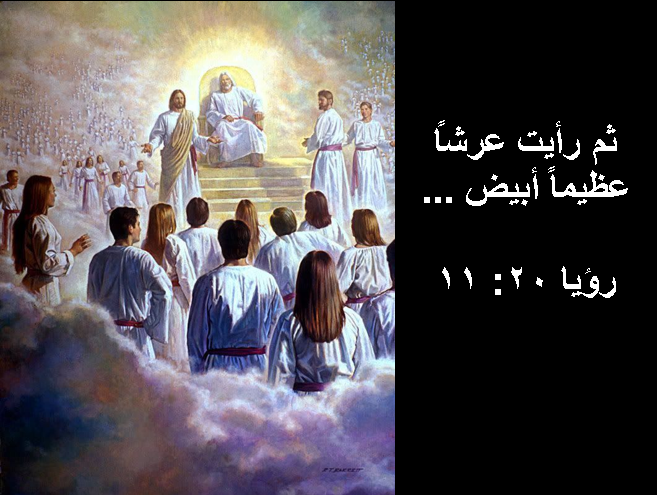 ثم رأيت عرشاً
عظيماً أبيض ...
رؤيا ٢٠: ١١